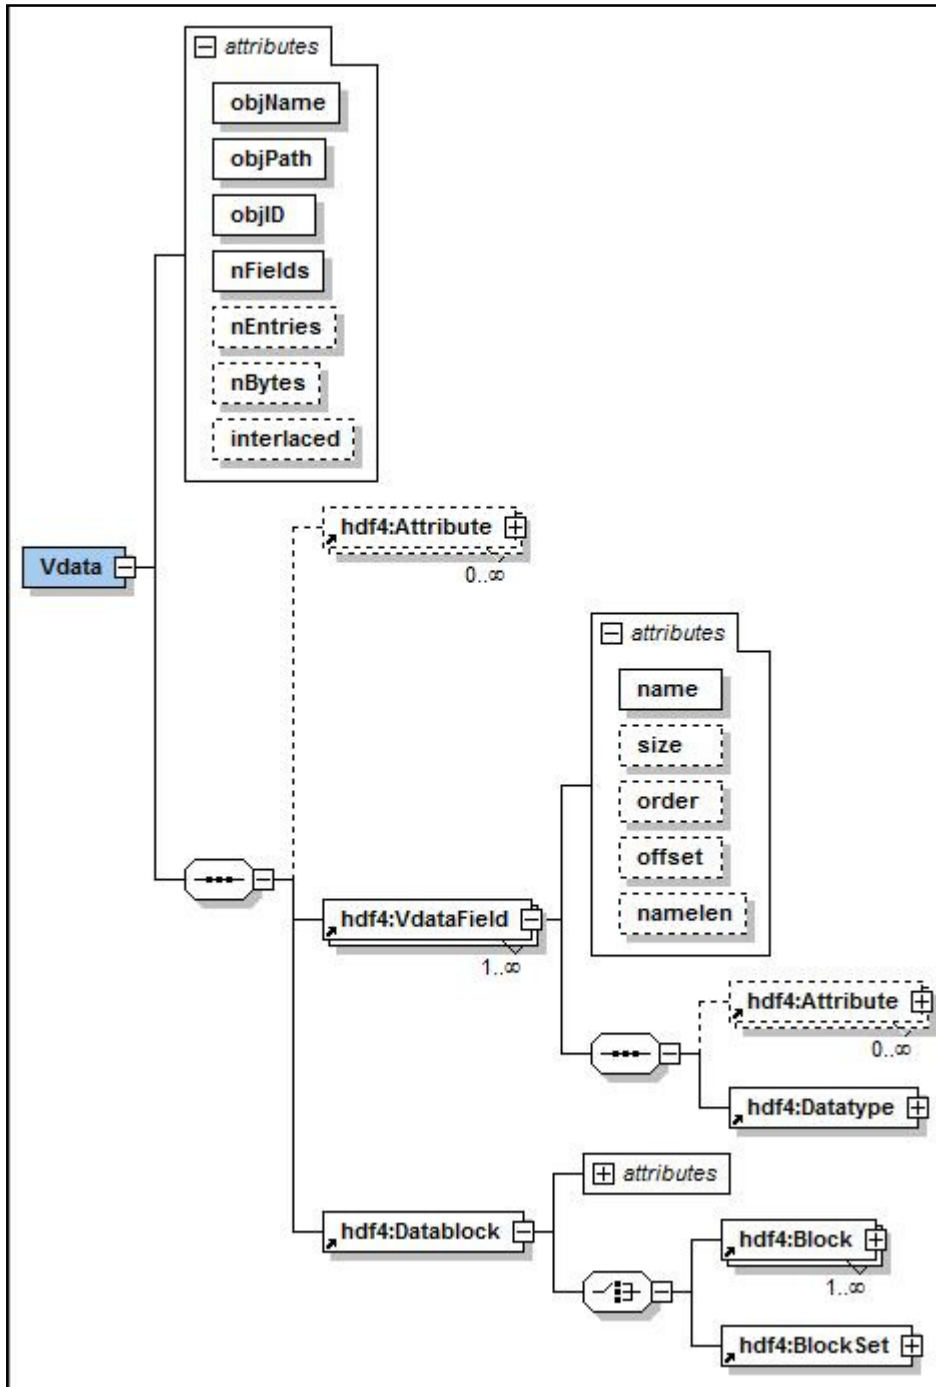 attributes
objName
objPath
objID
nFields
nEntries
nBytes
interlaced
Vdata
hdf4:Attribute
0..∞
attributes
name
size
order
offset
namelen
hdf4:VdataField
1..∞
hdf4:Attribute
0..∞
hdf4:Datatype
attributes
hdf4:Datablock
hdf4:Block
1..∞
hdf4:BlockSet